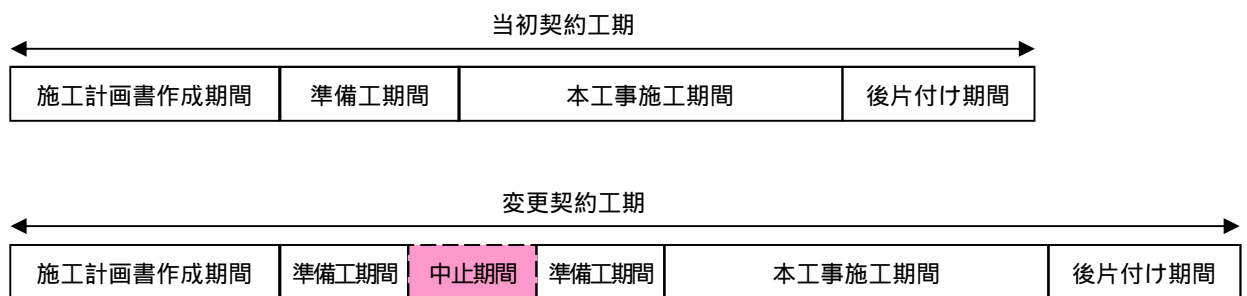 当初契約工期
施工計画書作成期間 準備工期間 本工事施工期間 後片付け期間
変更契約工期
施工計画書作成期間 準備工期間 中止期間 準備工期間 本工事施工期間 後片付け期間